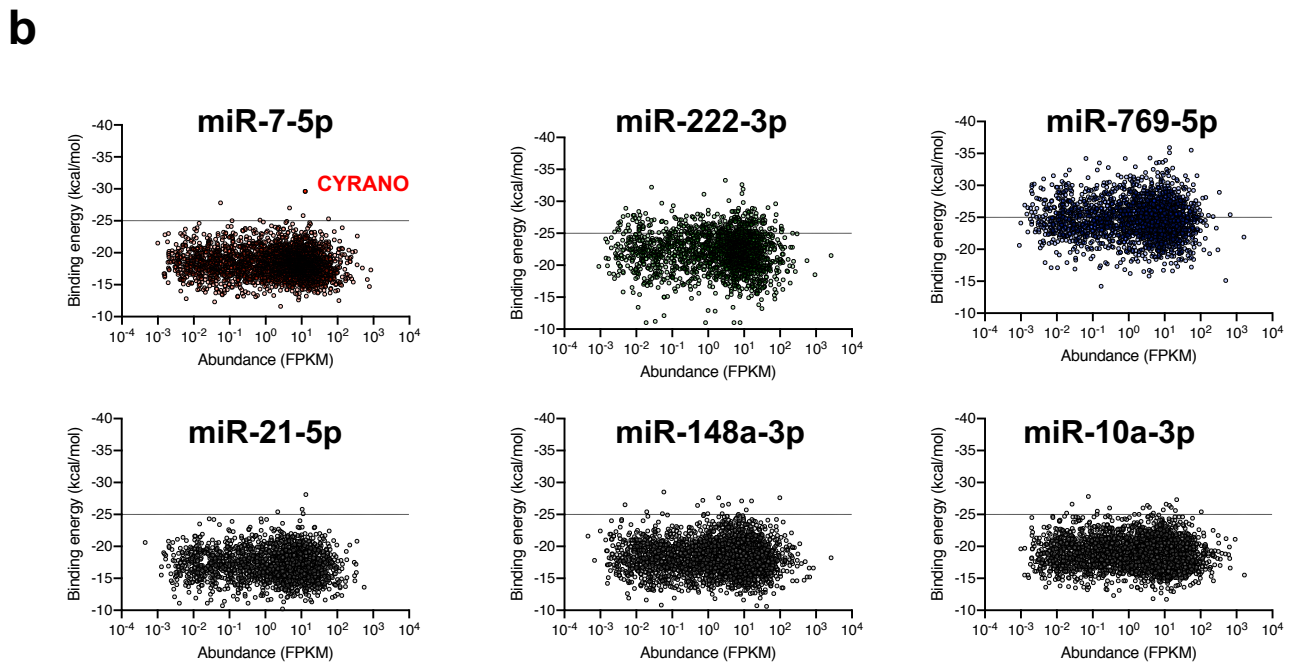 b
miR-7-5p
Binding energy (kcal/mol)
-40
-35
-30
-25
-20
-15
-10
CYRANO
10-4 10-3 10-2 10-1 100 101 102 103 104
Abundance (FPKM)
miR-222-3p
Binding energy (kcal/mol)
-40
-35
-30
-25
-20
-15
-10
10-4 10-3 10-2 10-1 100 101 102 103 104
Abundance (FPKM)
miR-769-5p
Binding energy (kcal/mol)
-40
-35
-30
-25
-20
-15
-10
10-4 10-3 10-2 10-1 100 101 102 103 104
Abundance (FPKM)
miR-21-5p
Binding energy (kcal/mol)
-40
-35
-30
-25
-20
-15
-10
10-4 10-3 10-2 10-1 100 101 102 103 104
Abundance (FPKM)
miR-148a-3p
Binding energy (kcal/mol)
-40
-35
-30
-25
-20
-15
-10
10-4 10-3 10-2 10-1 100 101 102 103 104
Abundance (FPKM)
miR-10a-3p
Binding energy (kcal/mol)
-40
-35
-30
-25
-20
-15
-10
10-4 10-3 10-2 10-1 100 101 102 103 104
Abundance (FPKM)